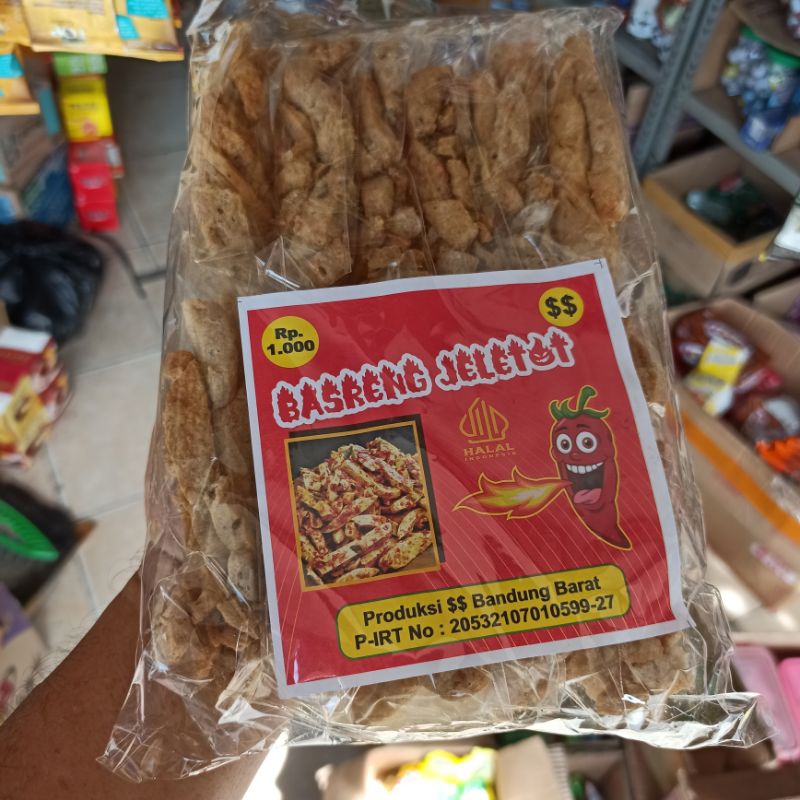 Rp.
1.000
$$
BASRENG JELETOT
HALAL
INDONESIA
Produksi $$ Bandung Barat
P-IRT No : 20532107010599-27